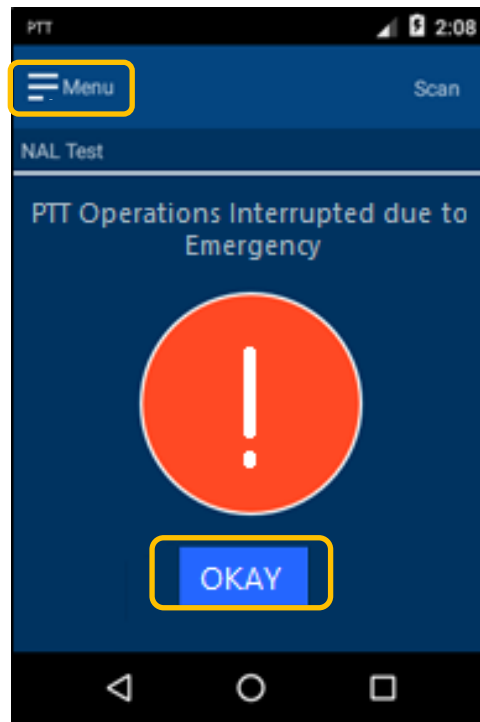 PTT 2:08
Menu Scan
NAL Test
PTT Operations Interrupted due to
Emergency
!
OKAY